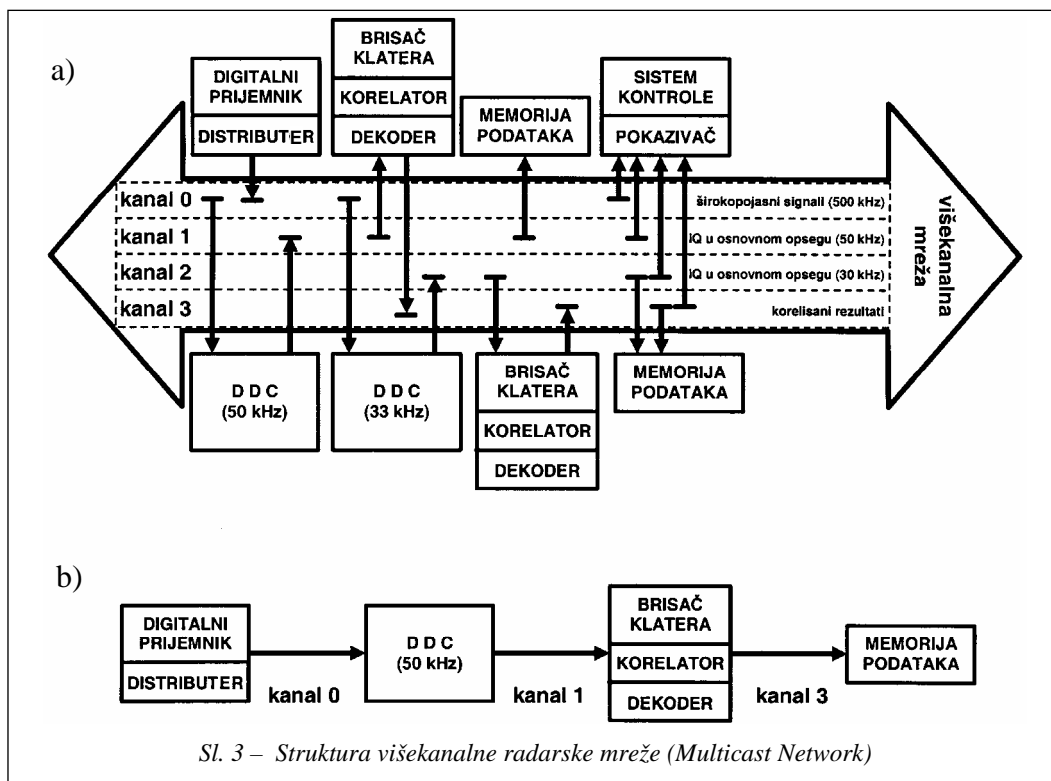 a)
DIGITALNI
PRIJEMNIK
DISTRIBUTER
BRISAČ
KLATERA
KORELATOR
DEKODER
MEMORIJA
PODATAKA
SISTEM
KONTROLE
POKAZIVAČ
kanal 0
širokopojasni signali (500 kHz)
kanal 1
IQ u osnovnom opsegu (50 kHz)
kanal 2
IQ u osnovnom opsegu (30 kHz)
kanal 3
korelisani rezultati
višekanalna
mreža
D D C
(50 kHz)
D D C
(33 kHz)
BRISAČ
KLATERA
KORELATOR
DEKODER
MEMORIJA
PODATAKA
b)
DIGITALNI
PRIJEMNIK
DISTRIBUTER
kanal 0
D D C
(50 kHz)
kanal 1
BRISAČ
KLATERA
KORELATOR
DEKODER
kanal 3
MEMORIJA
PODATAKA
Sl. 3 – Struktura višekanalne radarske mreže (Multicast Network)